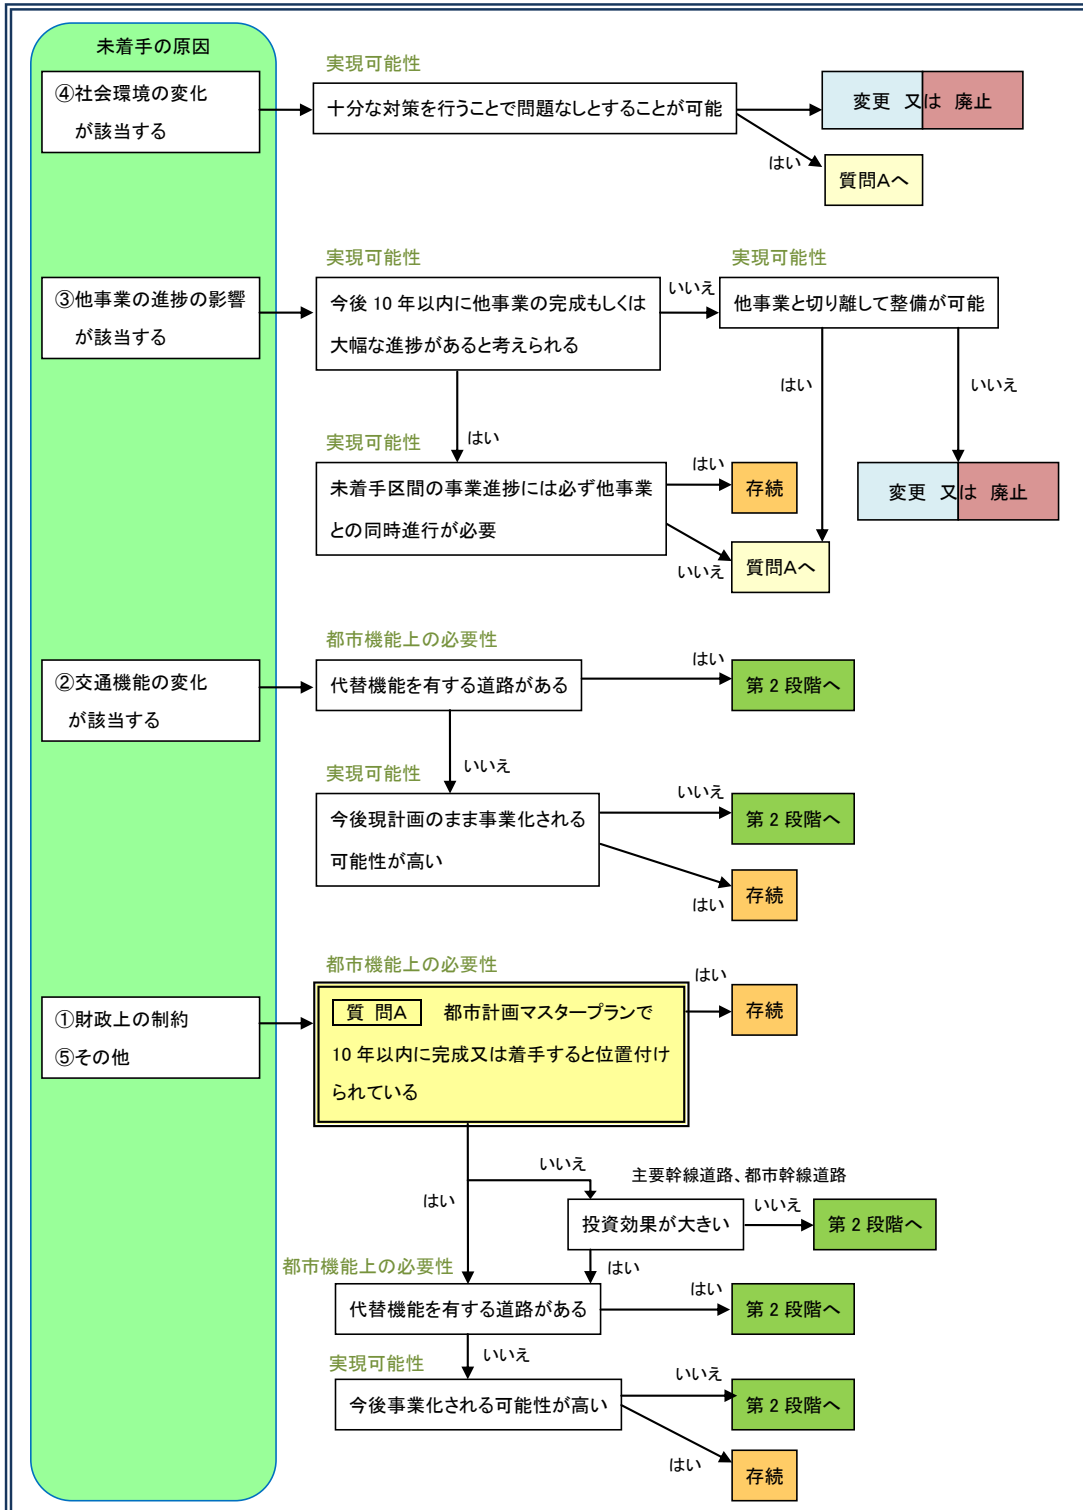 未着手の原因
実現可能性
④社会環境の変化
が該当する
十分な対策を行うことで問題なしとすることが可能
変更 又は 廃止
はい
質問Aへ
実現可能性
実現可能性
③他事業の進捗の影響
が該当する
今後 10 年以内に他事業の完成もしくは
大幅な進捗があると考えられる
いいえ
他事業と切り離して整備が可能
はい
いいえ
はい
実現可能性
未着手区間の事業進捗には必ず他事業
との同時進行が必要
はい
存続
変更 又は 廃止
いいえ
質問Aへ
都市機能上の必要性
②交通機能の変化
が該当する
代替機能を有する道路がある
はい
第 2 段階へ
いいえ
実現可能性
今後現計画のまま事業化される
可能性が高い
いいえ
第 2 段階へ
はい
存続
都市機能上の必要性
①財政上の制約
⑤その他
質 問A 都市計画マスタープランで
10 年以内に完成又は着手すると位置付け
られている
はい
存続
いいえ
主要幹線道路、都市幹線道路
はい
投資効果が大きい
いいえ
第 2 段階へ
都市機能上の必要性
はい
代替機能を有する道路がある
はい
第 2 段階へ
いいえ
実現可能性
今後事業化される可能性が高い
いいえ
第 2 段階へ
はい
存続